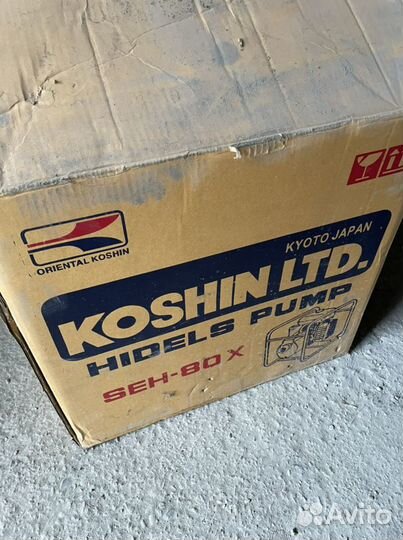 ORIENTAL KOSHIN
KYOTO JAPAN
KOSHIN LTD.
HIDELS PUMP
SEH-80X
Avito